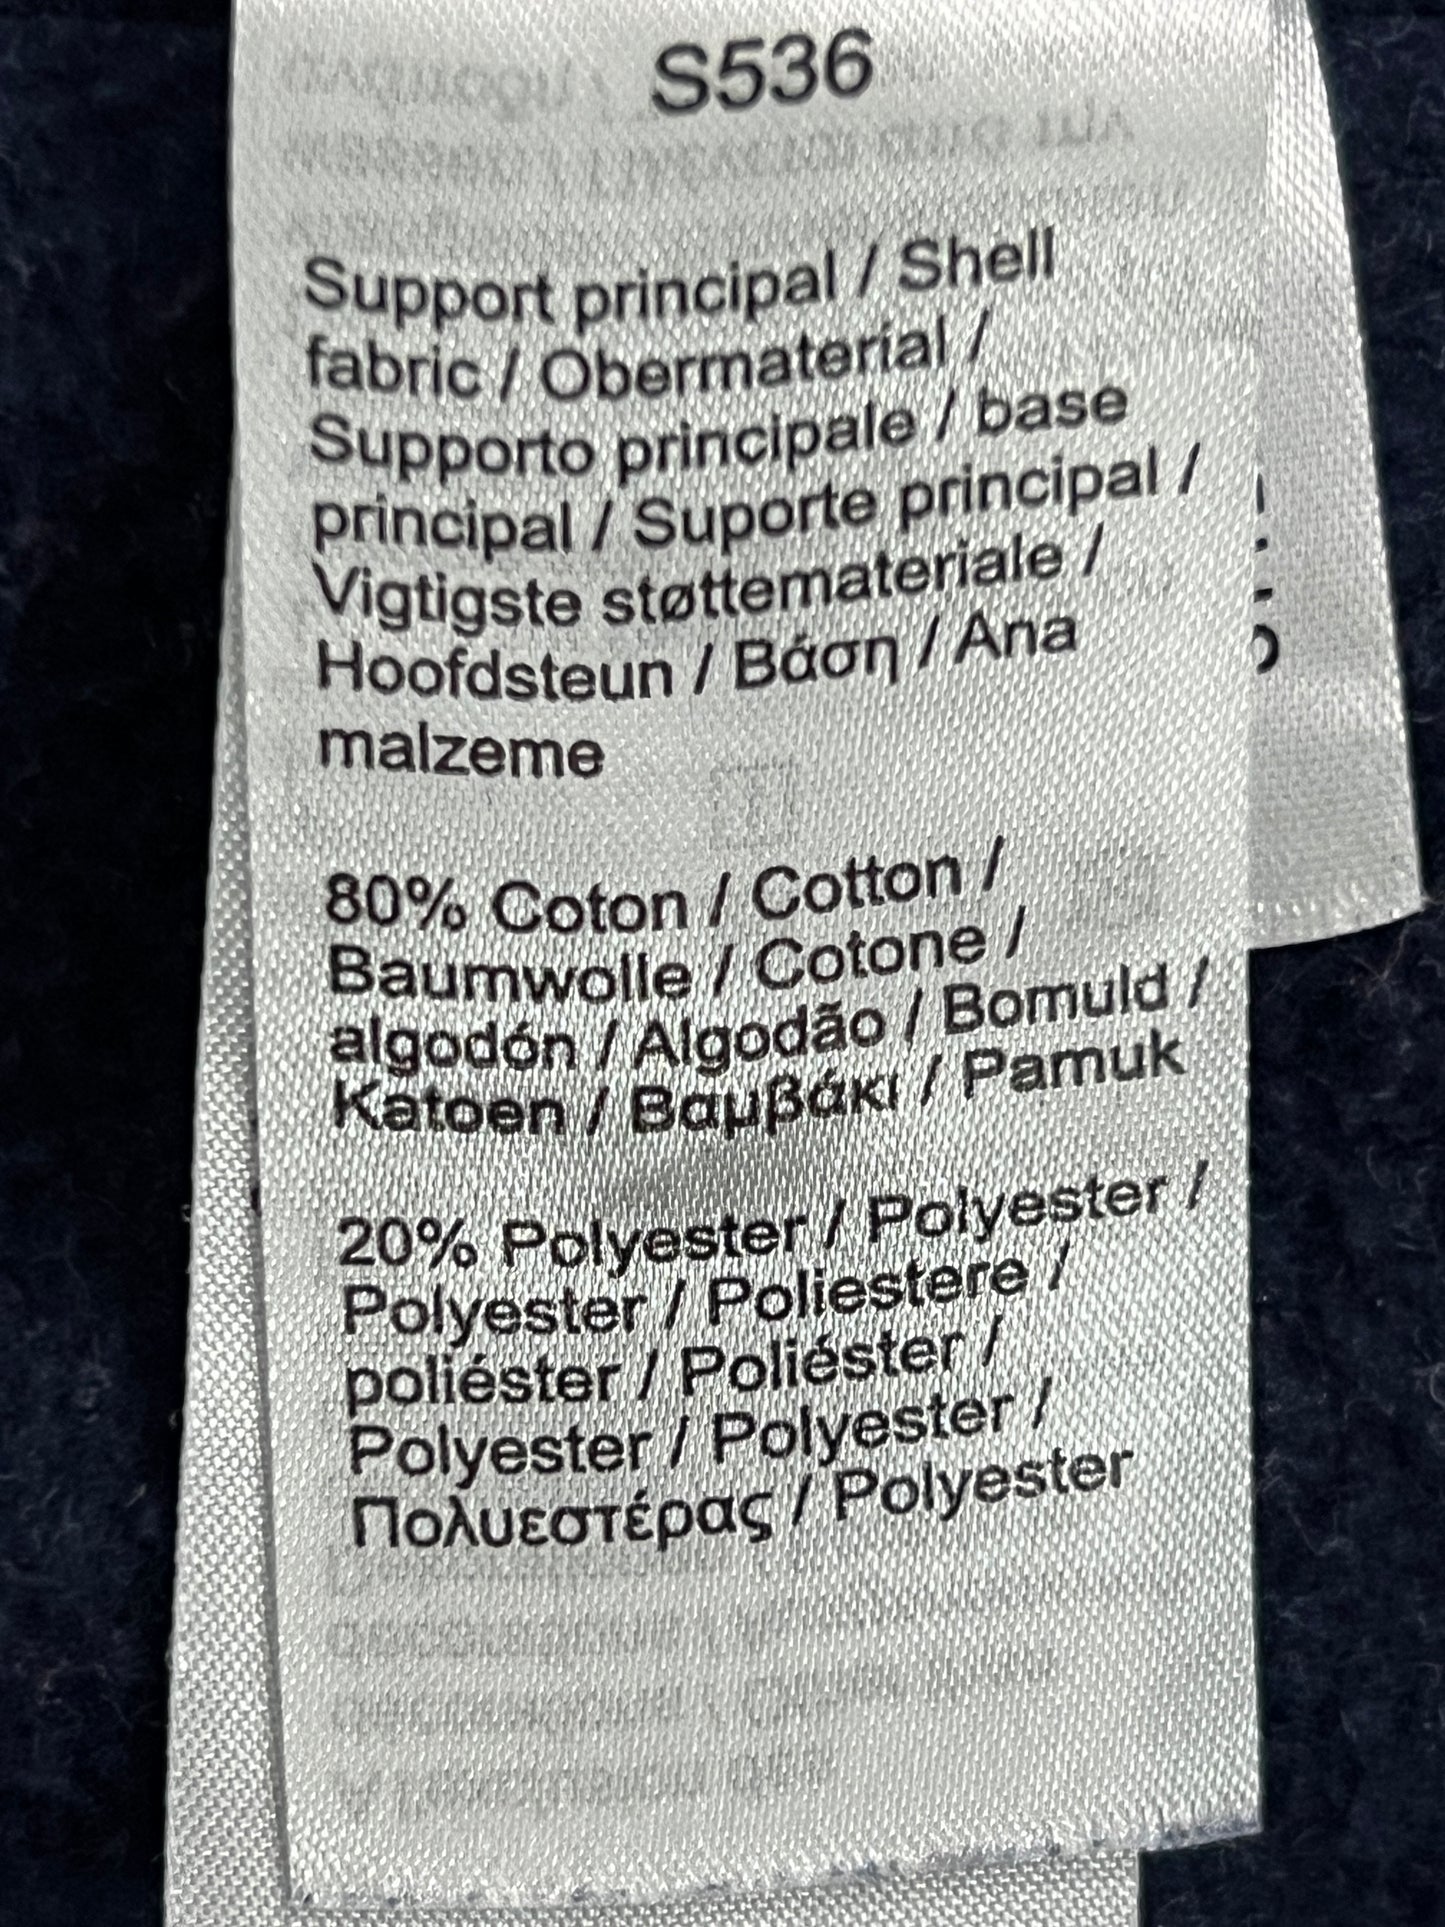 S536
Support principal / Shell
fabric / Obermaterial /
Supporto principale / base
principal / Suporte principal /
Vigtigste støttemateriale /
Hoofdsteun / Βάση / Ana
malzeme
80% Coton / Cotton /
Baumwolle / Cotone /
algodón / Algodão / Bomuld /
Katoen / Βαμβάκι / Pamuk
20% Polyester / Polyester /
Polyester / Poliestere /
poliéster / Poliéster /
Polyester / Polyester /
Πολυεστέρας / Polyester